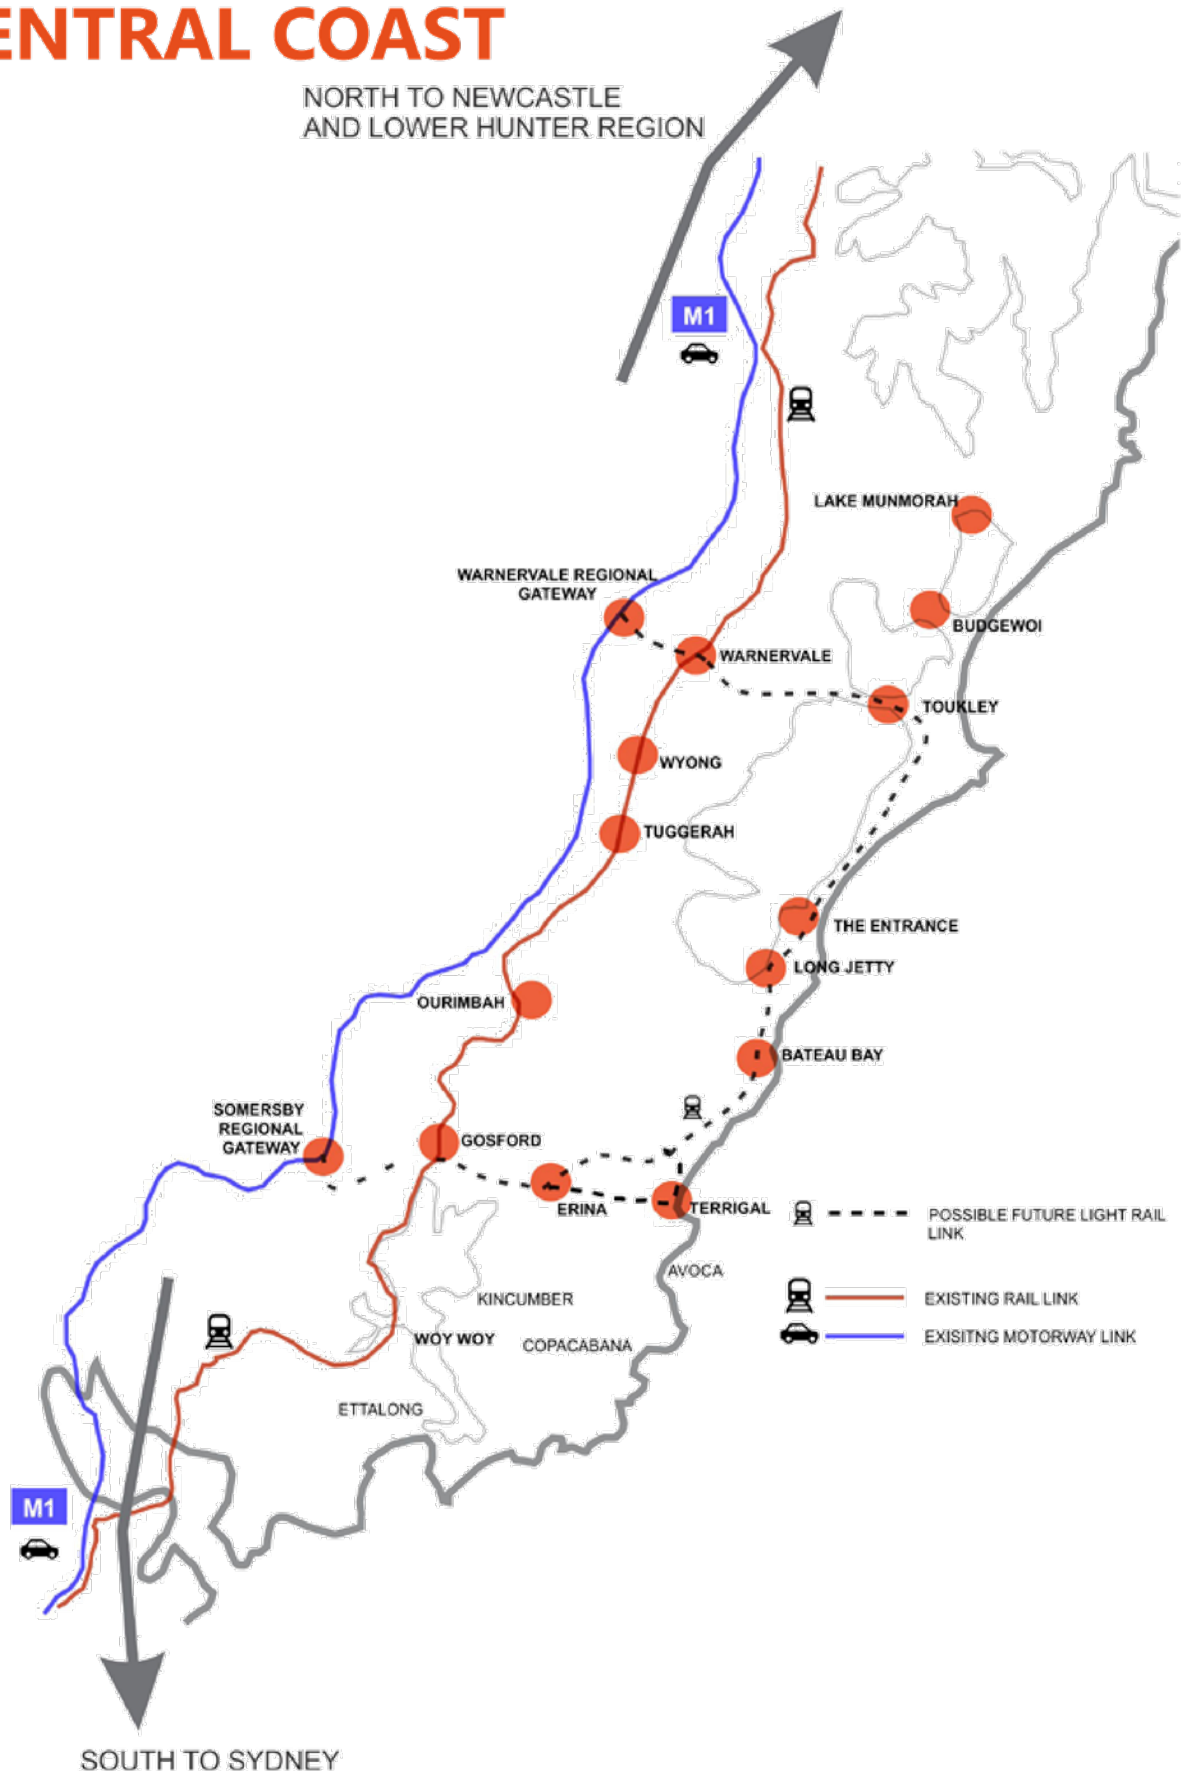 ENTRAL COAST
NORTH TO NEWCASTLE
AND LOWER HUNTER REGION
M1
LAKE MUNMORAH
WARNERVALE REGIONAL
GATEWAY
BUDGEWOI
WARNERVALE
TOUKLEY
WYONG
TUGGERAH
THE ENTRANCE
LONG JETTY
OURIMBAH
BATEAU BAY
SOMERSBY
REGIONAL
GATEWAY
GOSFORD
ERINA
TERRIGAL
POSSIBLE FUTURE LIGHT RAIL
LINK
AVOCA
KINCUMBER
EXISTING RAIL LINK
WOY WOY
COPACABANA
EXISITNG MOTORWAY LINK
ETTALONG
M1
SOUTH TO SYDNEY